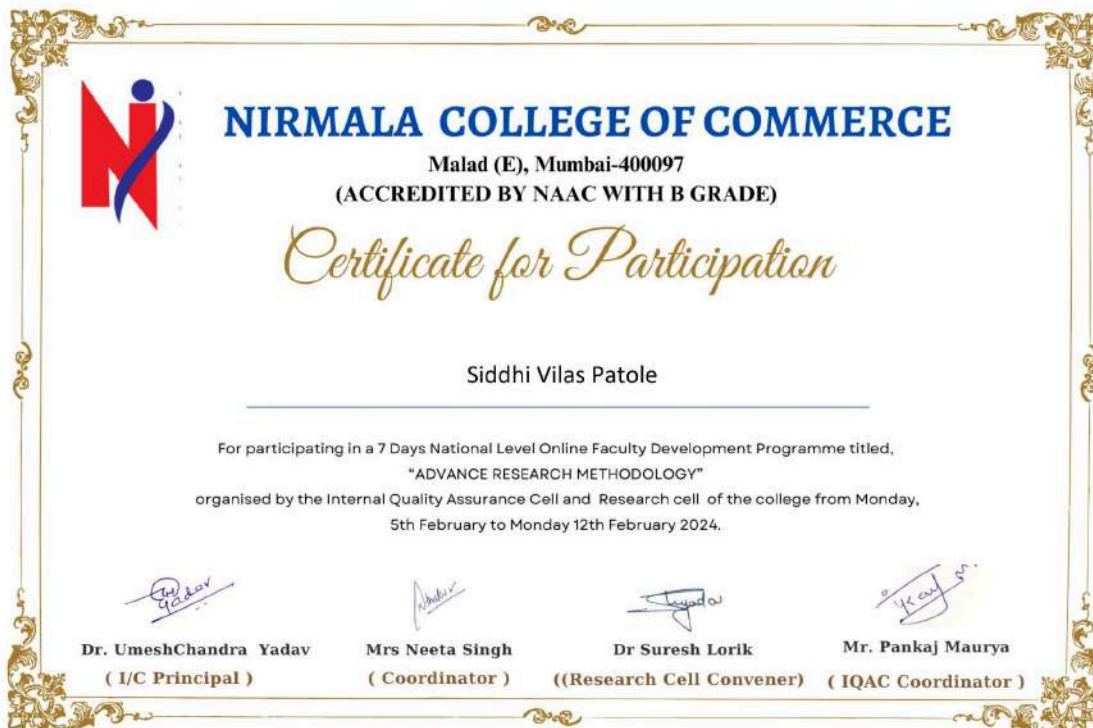 NIRMALA COLLEGE OF COMMERCE
Malad (E), Mumbai-400097
(ACCREDITED BY NAAC WITH B GRADE)
Certificate for Participation
Siddhi Vilas Patole
For participating in a 7 Days National Level Online Faculty Development Programme titled,
“ADVANCE RESEARCH METHODOLOGY”
organised by the Internal Quality Assurance Cell and Research cell of the college from Monday,
5th February to Monday 12th February 2024.
Dr. UmeshChandra Yadav
( I/C Principal )
Mrs Neeta Singh
( Coordinator )
Dr Suresh Lorik
((Research Cell Convener)
Mr. Pankaj Maurya
( IQAC Coordinator )